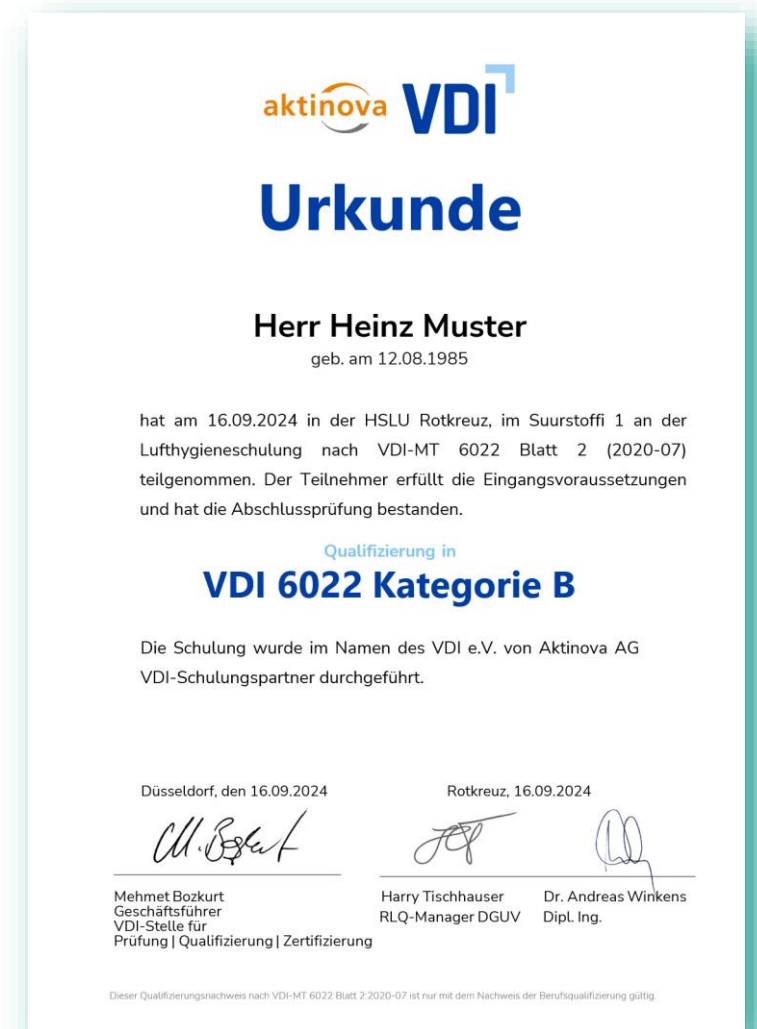 aktinova VDI
Urkunde
Herr Heinz Muster
geb. am 12.08.1985
hat am 16.09.2024 in der HSLU Rotkreuz, im Suurstoffi 1 an der
Lufthygieneschulung nach VDI-MT 6022 Blatt 2 (2020-07)
teilgenommen. Der Teilnehmer erfüllt die Eingangsvoraussetzungen
und hat die Abschlussprüfung bestanden.
Qualifizierung in
VDI 6022 Kategorie B
Die Schulung wurde im Namen des VDI e.V. von Aktinova AG
VDI-Schulungspartner durchgeführt.
Düsseldorf, den 16.09.2024
Rotkreuz, 16.09.2024
M. Bozkurt
Mehmet Bozkurt
Geschäftsführer
VDI-Stelle für
Prüfung | Qualifizierung | Zertifizierung
Harry Tischhauser
RLQ-Manager DGUV
Dr. Andreas Winkens
Dipl. Ing.
Dieser Qualifizierungsnachweis nach VDI-MT 6022 Blatt 2:2020-07 ist nur mit dem Nachweis der Berufsqualifizierung gültig.